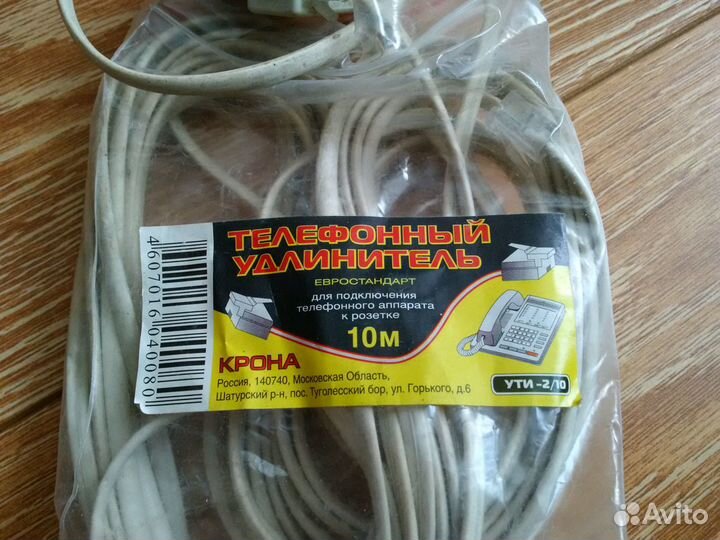 ТЕЛЕФОННЫЙ
УДЛИНИТЕЛЬ
ЕВРОСТАНДАРТ
для подключения
телефонного аппарата
к розетке
10м
КРОНА
Россия, 140740, Московская Область,
Шатурский р-н, пос. Туголесский бор, ул. Горького, д.6
УТИ-2/10
4607016040080
Avito